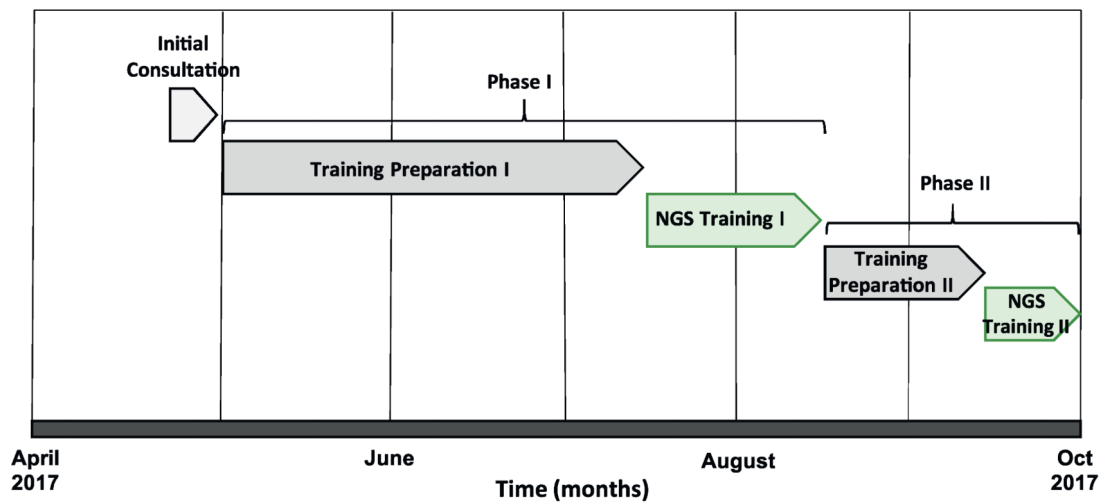 Initial
Consultation
Phase I
Training Preparation I
NGS Training I
Phase II
Training
Preparation II
NGS
Training II
April
2017
June
August
Oct
2017
Time (months)